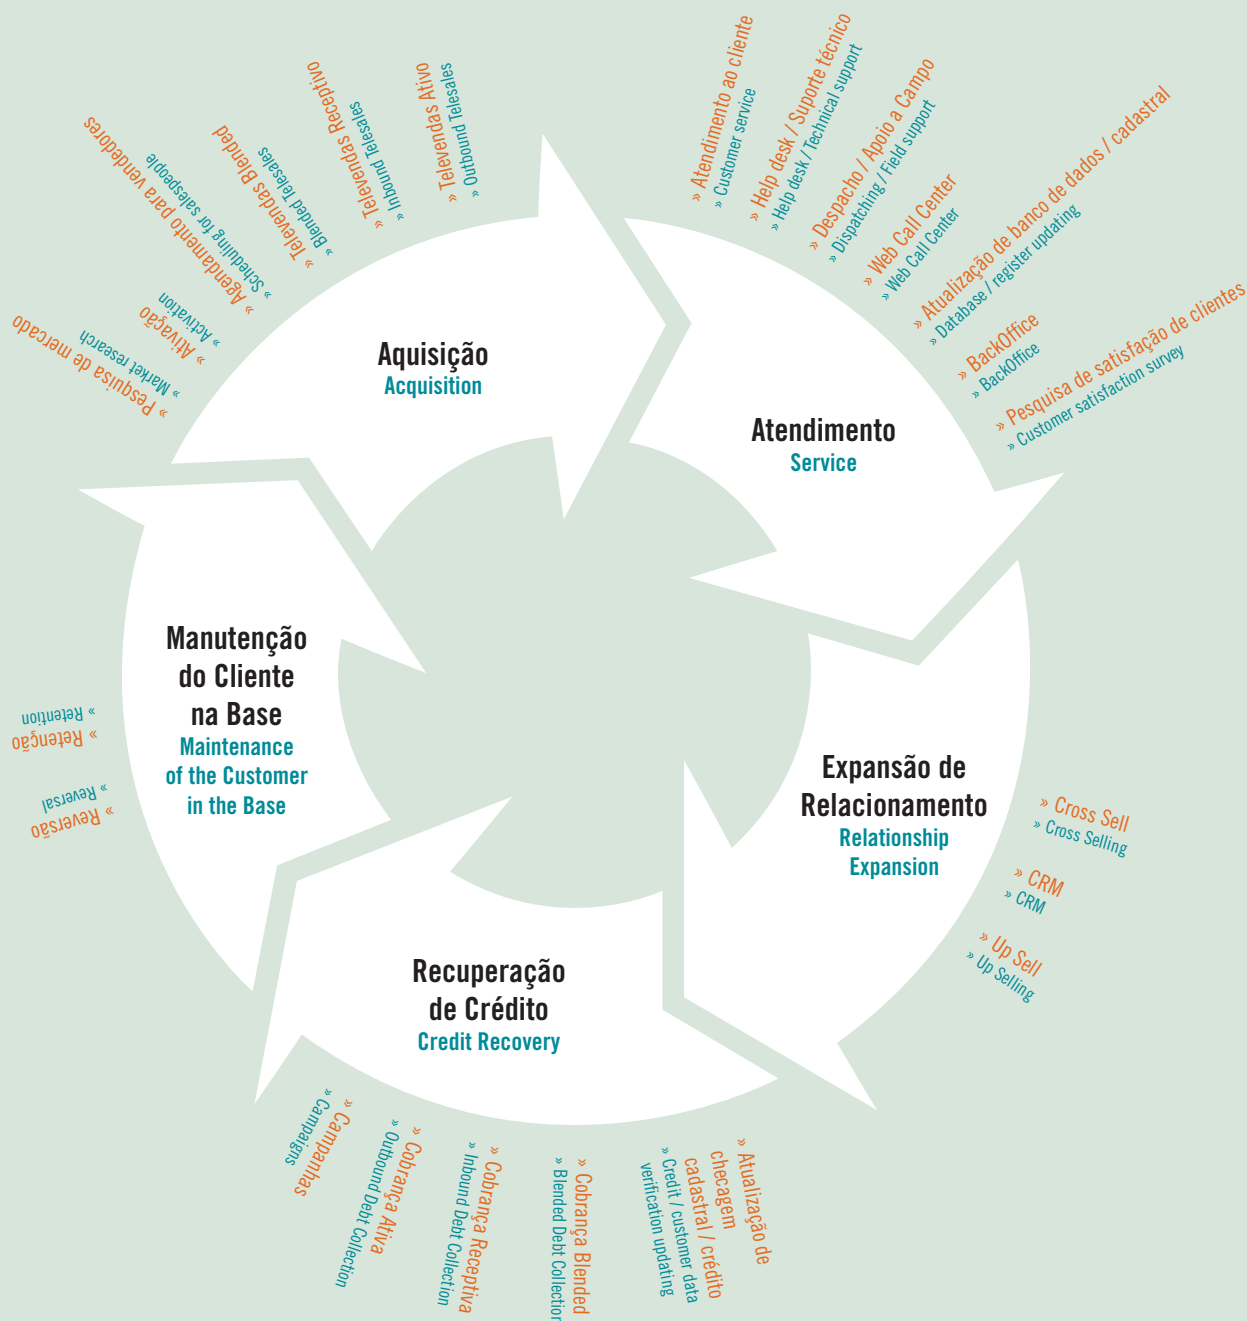 Aquisição
Acquisition
» Pesquisa de mercado
» Market research
» Ativação
» Activation
» Agendamento para vendedores
» Scheduling for salespeople
» Televendas Blended
» Blended Telesales
» Televendas Receptivo
» Inbound Telesales
» Televendas Ativo
» Outbound Telesales
Atendimento
Service
» Atendimento ao cliente
» Customer service
» Help desk / Suporte técnico
» Help desk / Technical support
» Despacho / Apoio a Campo
» Dispatching / Field support
» Web Call Center
» Web Call Center
» Atualização de banco de dados / cadastral
» Database / register updating
» BackOffice
» BackOffice
» Pesquisa de satisfação de clientes
» Customer satisfaction survey
Expansão de
Relacionamento
Relationship
Expansion
» Cross Sell
» Cross Selling
» CRM
» CRM
» Up Sell
» Up Selling
Recuperação
de Crédito
Credit Recovery
» Atualização de
checagem
cadastral / crédito
» Credit / customer data
verification updating
» Cobrança Blended
» Blended Debt Collection
» Cobrança Receptiva
» Inbound Debt Collection
» Cobrança Ativa
» Outbound Debt Collection
» Campanhas
» Campaigns
Manutenção
do Cliente
na Base
Maintenance
of the Customer
in the Base
» Reversão
» Reversal
» Retenção
» Retention